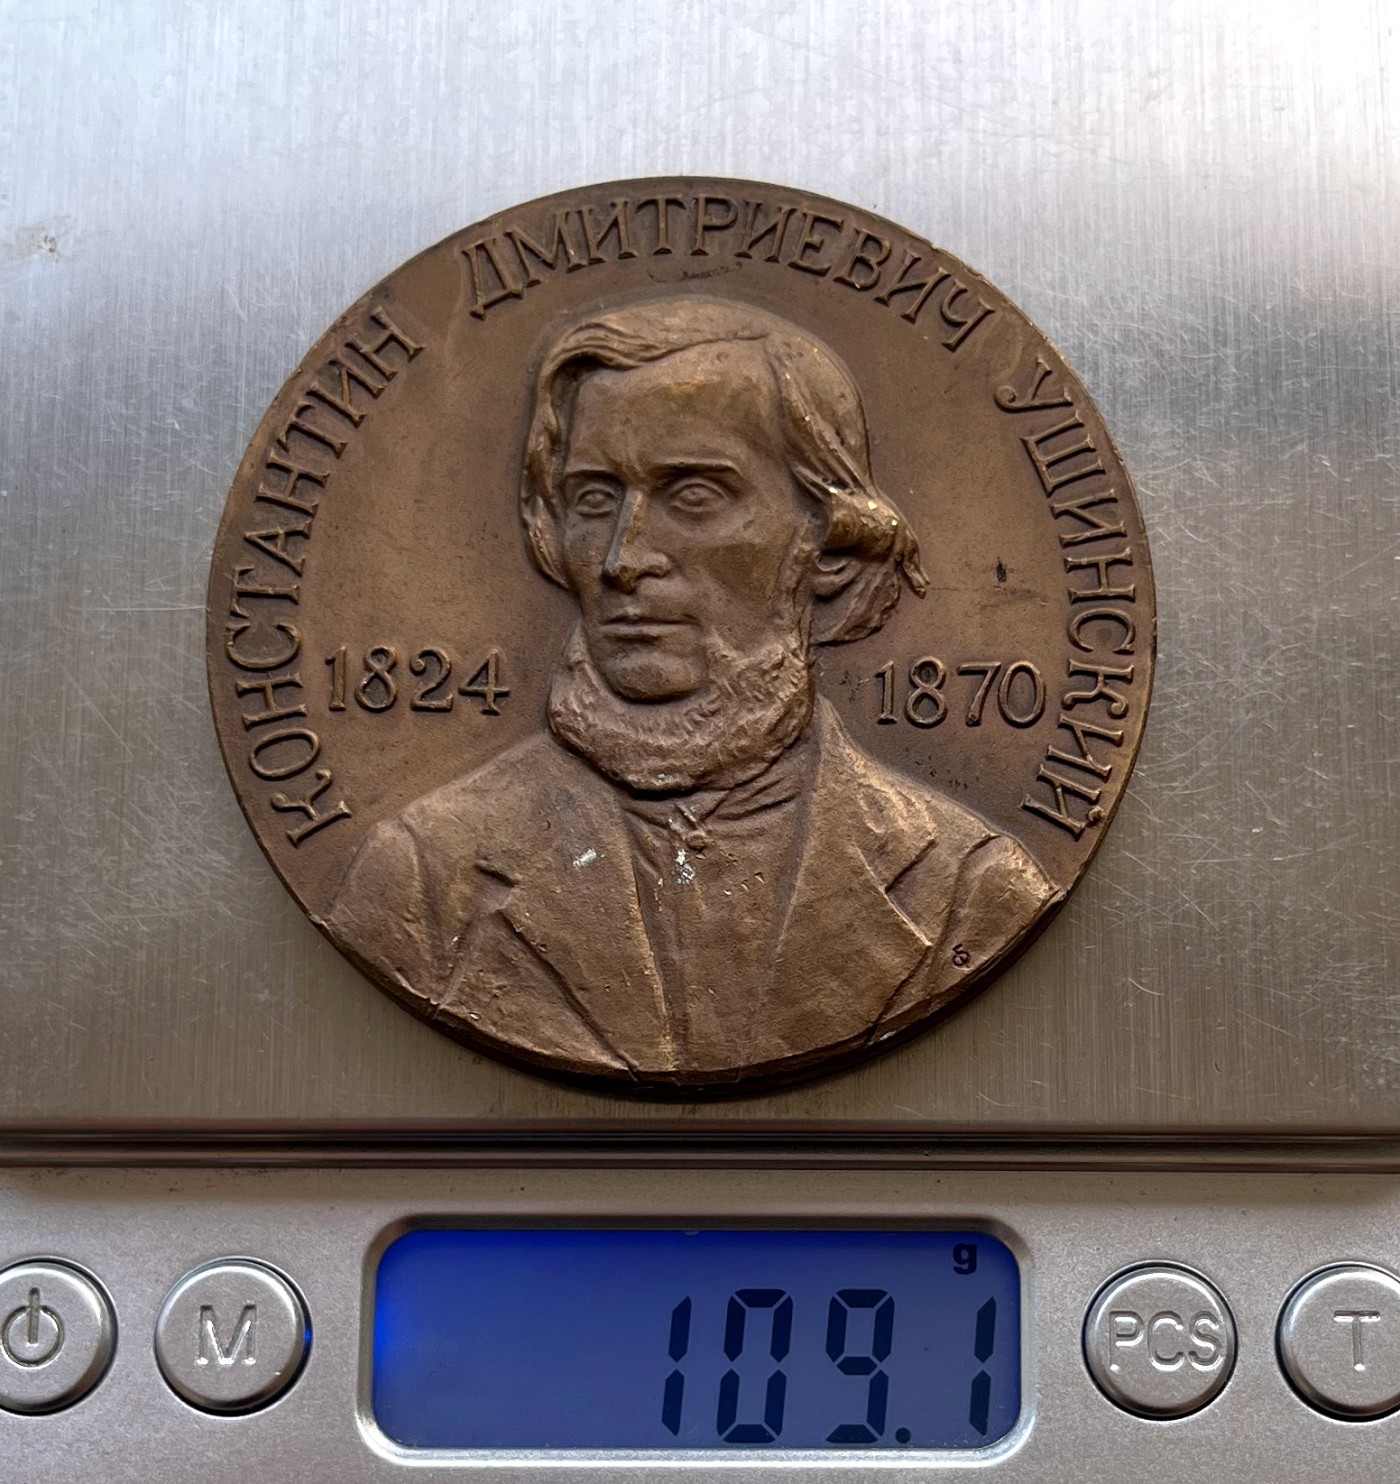 КОНСТАНТИН ДМИТРИЕВИЧ УШИНСКИЙ
1824 1870
g
109.1
M PCS T